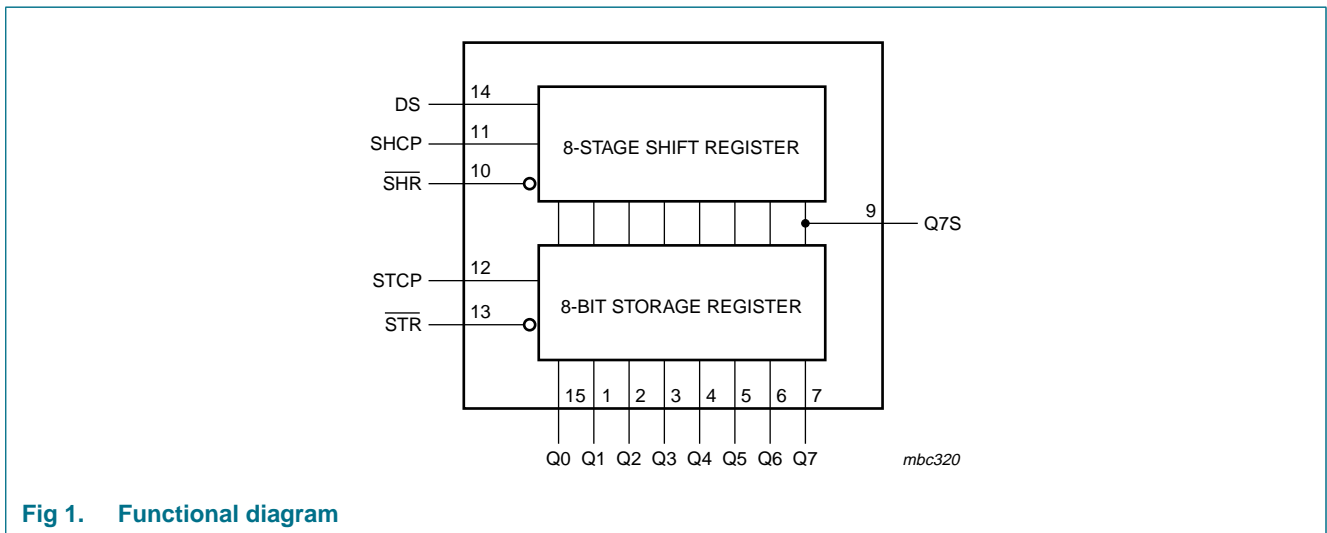 DS 14
SHCP 11 8-STAGE SHIFT REGISTER
SHR 10
9 Q7S
STCP 12
8-BIT STORAGE REGISTER
STR 13
15 1 2 3 4 5 6 7
Q0 Q1 Q2 Q3 Q4 Q5 Q6 Q7 mbc320
Fig 1. Functional diagram